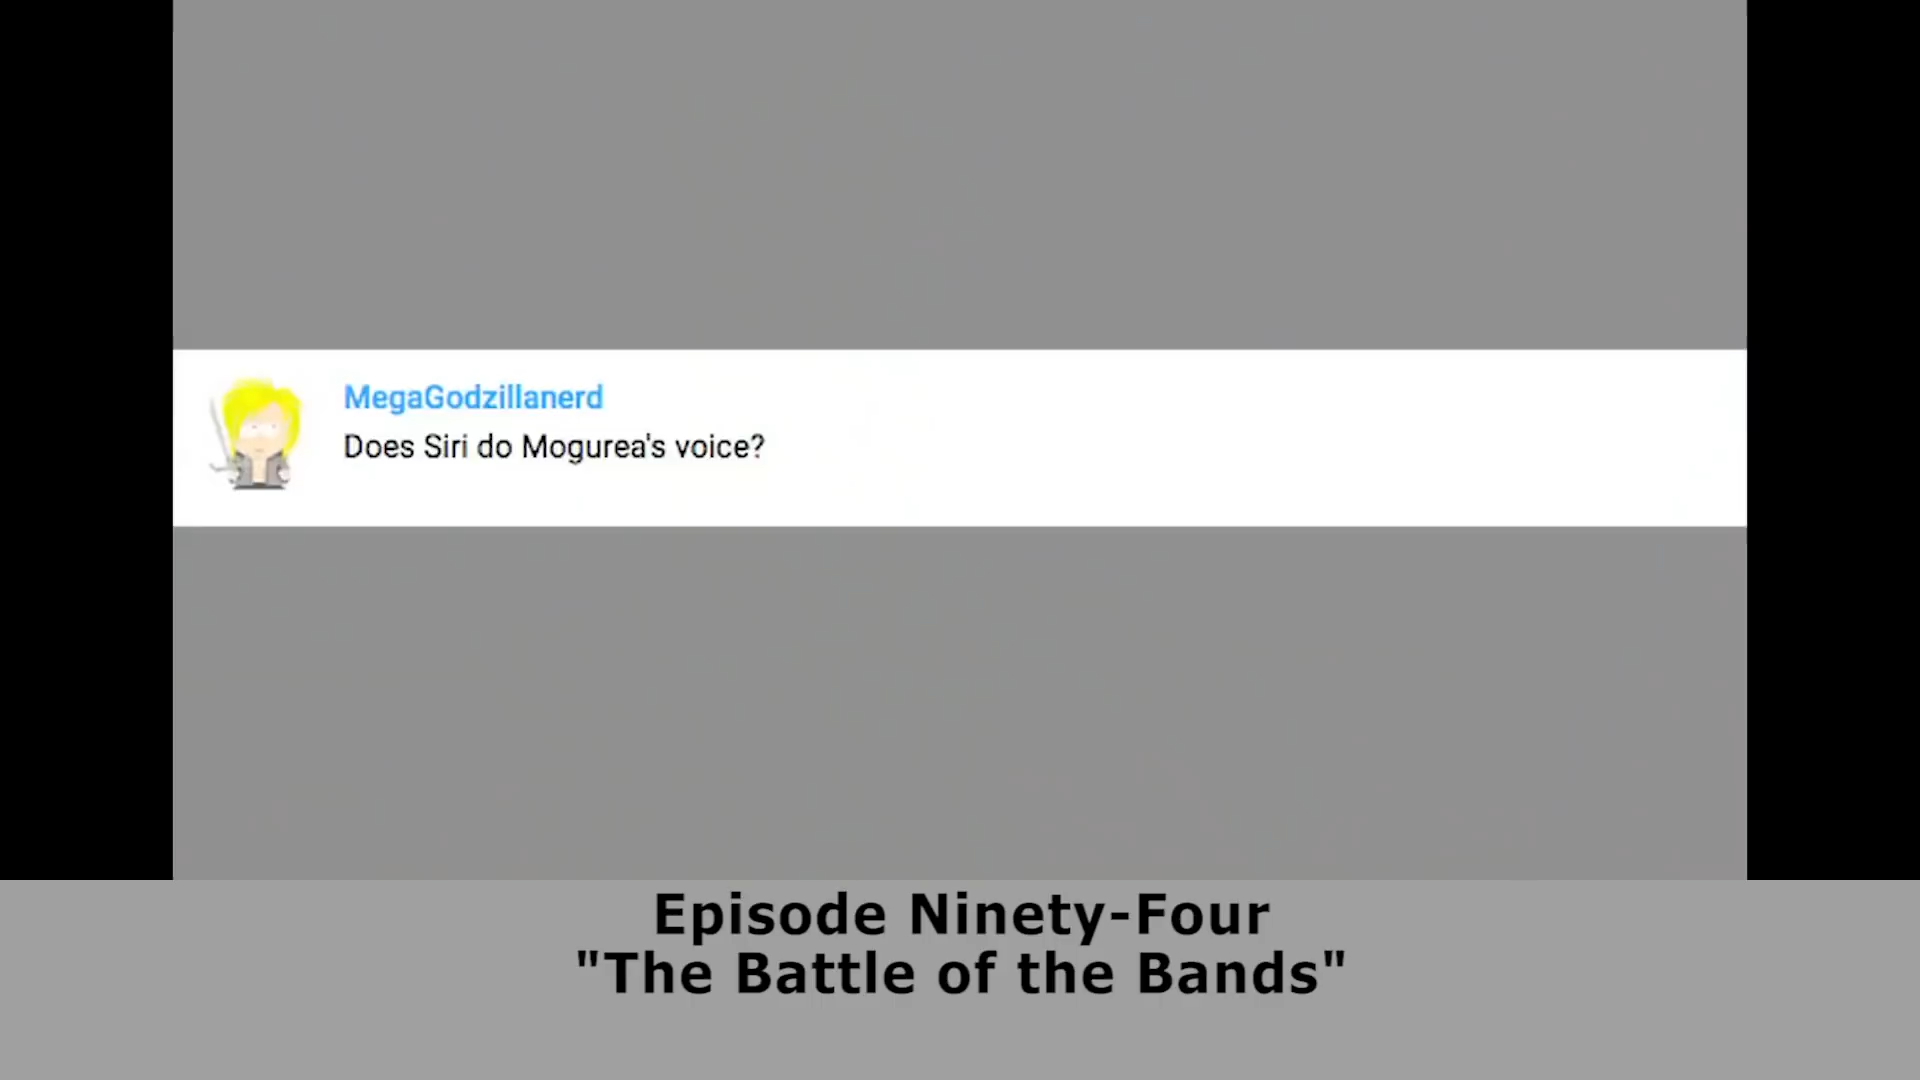 MegaGodzillanerd
Does Siri do Mogurea's voice?
Episode Ninety-Four
"The Battle of the Bands"